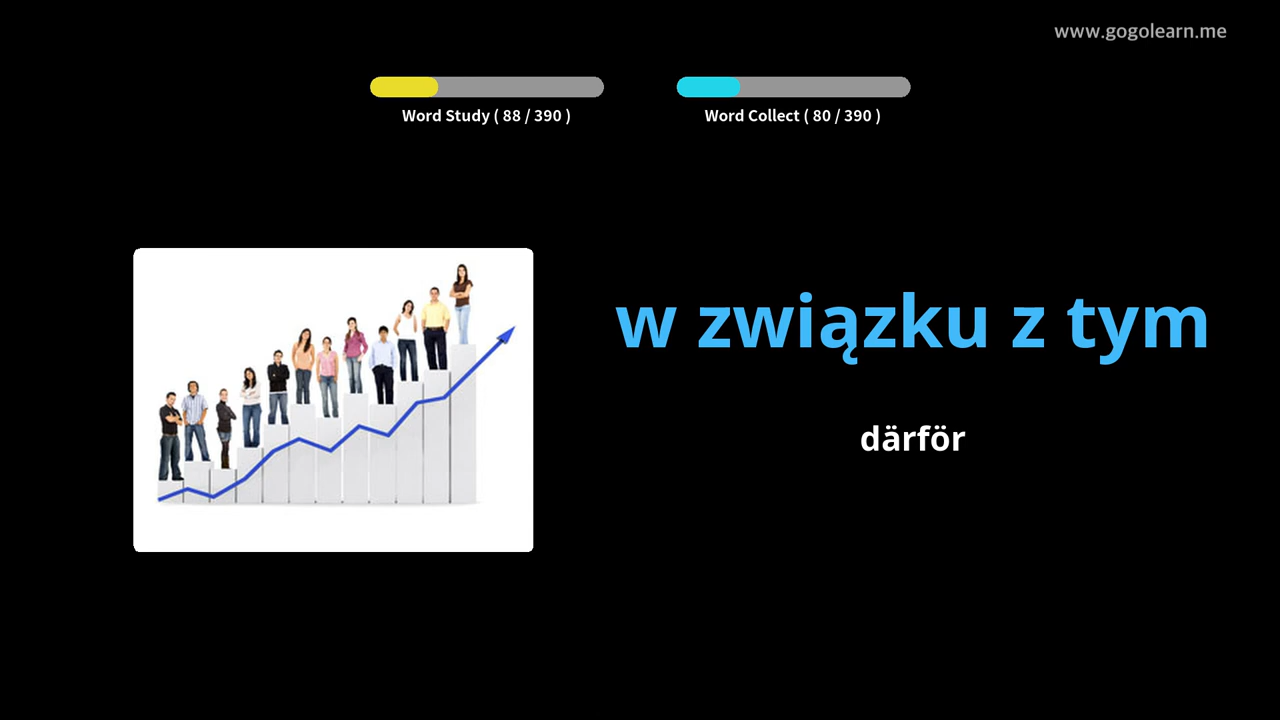 www.gogolearn.me
Word Study ( 88 / 390 )
Word Collect ( 80 / 390 )
w związku z tym
därför